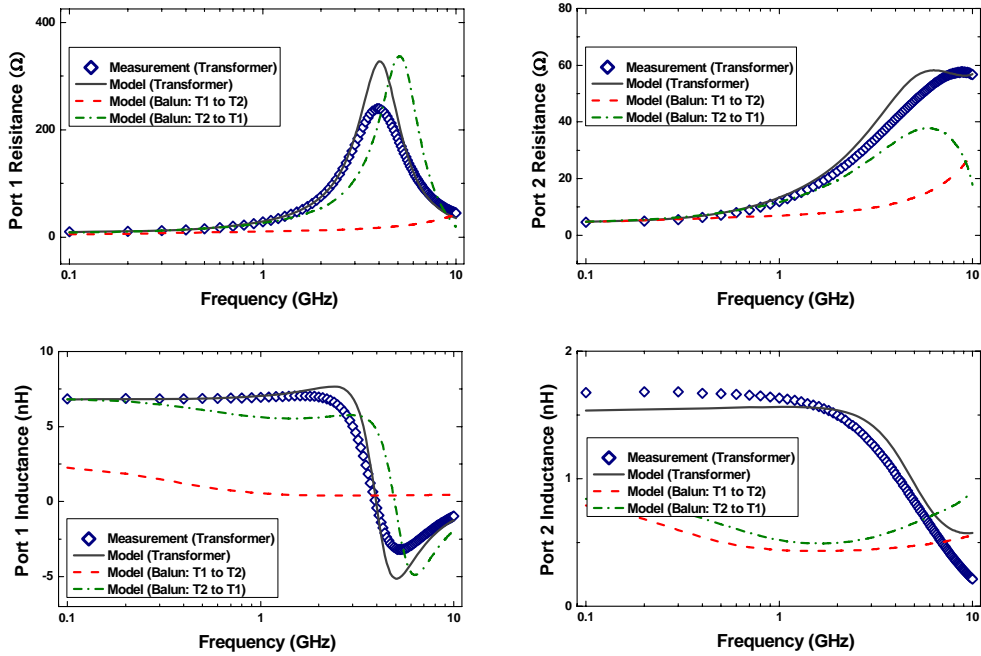 Port 1 Reisitance (Ω)
400
200
0
Measurement (Transformer)
Model (Transformer)
Model (Balun: T1 to T2)
Model (Balun: T2 to T1)
0.1
1
10
Frequency (GHz)
Port 2 Reisitance (Ω)
80
60
40
20
0
Measurement (Transformer)
Model (Transformer)
Model (Balun: T1 to T2)
Model (Balun: T2 to T1)
0.1
1
10
Frequency (GHz)
Port 1 Inductance (nH)
10
5
0
-5
Measurement (Transformer)
Model (Transformer)
Model (Balun: T1 to T2)
Model (Balun: T2 to T1)
0.1
1
10
Frequency (GHz)
Port 2 Inductance (nH)
2
1
0
Measurement (Transformer)
Model (Transformer)
Model (Balun: T1 to T2)
Model (Balun: T2 to T1)
0.1
1
10
Frequency (GHz)